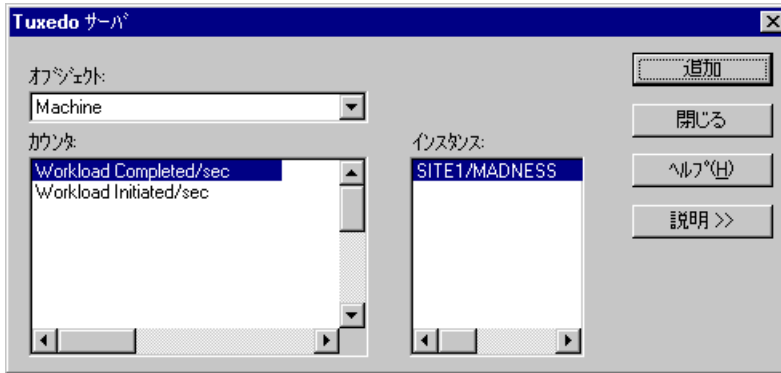 Tuxedo サーバ
オブジェクト:
Machine
カウンタ:
Workload Completed/sec
Workload Initiated/sec
インスタンス:
SITE1/MADNESS
追加
閉じる
ヘルプ(H)
説明 >>